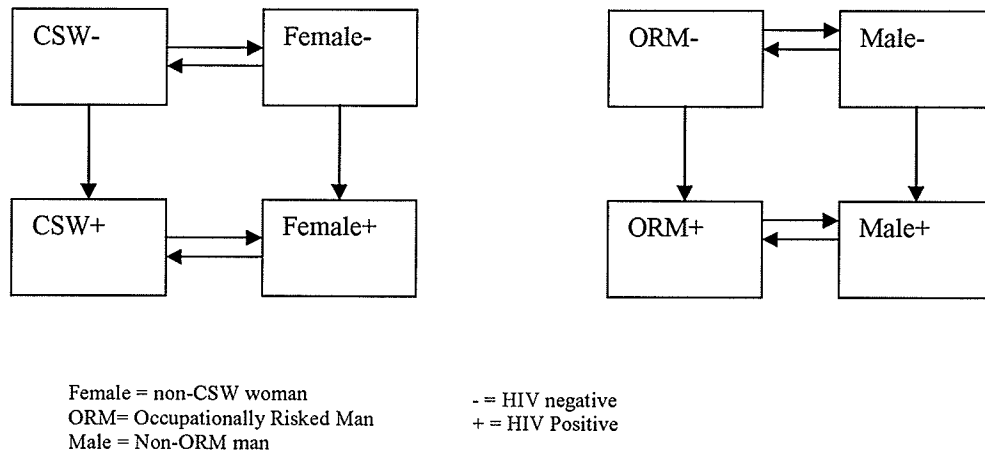 CSW-
Female-
ORM-
Male-
CSW+
Female+
ORM+
Male+
Female = non-CSW woman
ORM= Occupationally Risked Man
Male = Non-ORM man
- = HIV negative
+ = HIV Positive